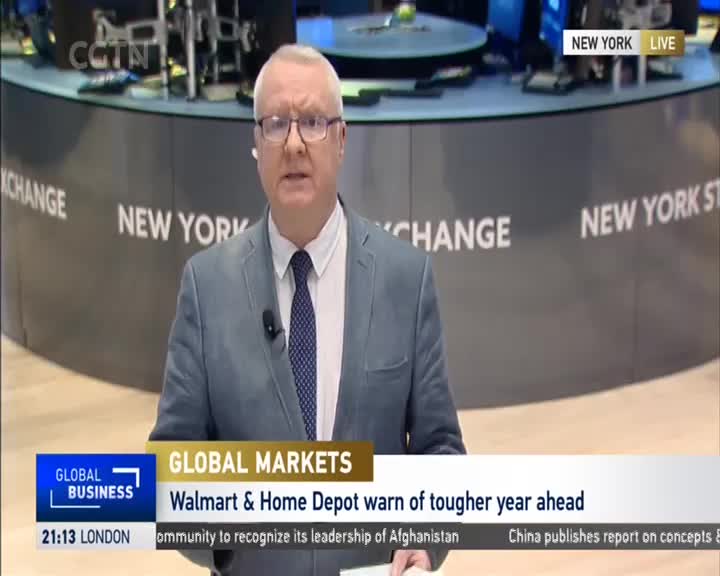 CGTN
NEW YORK LIVE
XCHANGE
NEW YORK
CHANGE
NEW YORK ST
GLOBAL MARKETS
GLOBAL
BUSINESS
Walmart & Home Depot warn of tougher year ahead
21:13 LONDON
ommunity to recognize its leadership of Afghanistan China publishes report on concepts &